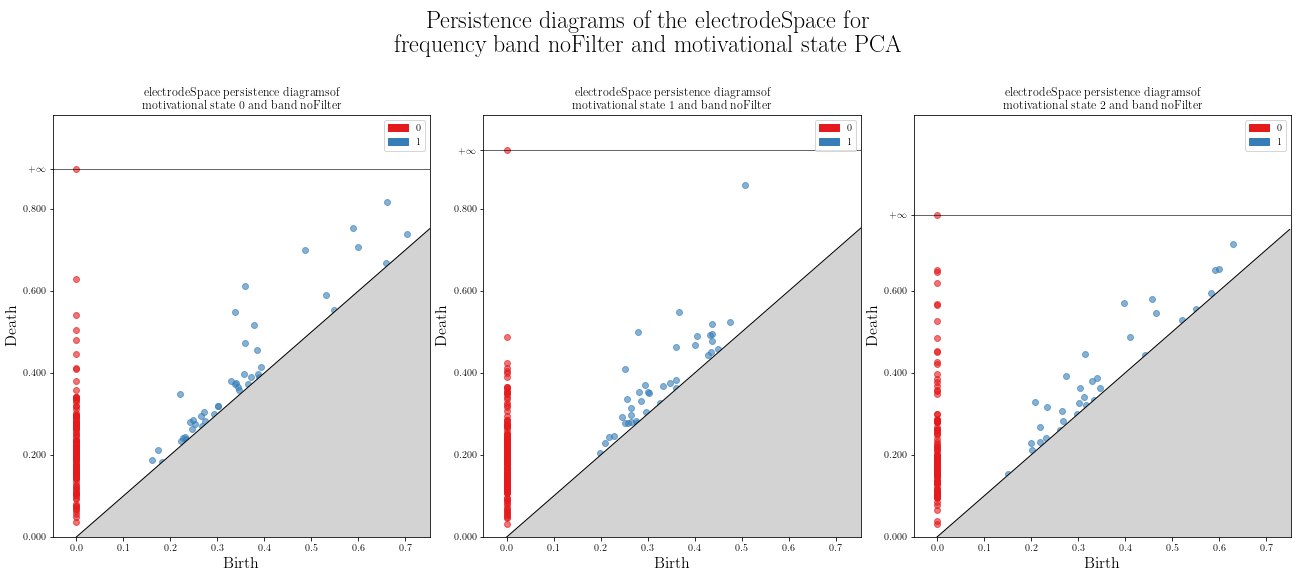 Persistence diagrams of the electrodeSpace for
frequency band noFilter and motivational state PCA
electrodeSpace persistence diagramsof
motivational state 0 and band noFilter
0
1
+∞
0.800
0.600
0.400
0.200
0.000
Death
0.0 0.1 0.2 0.3 0.4 0.5 0.6 0.7
Birth
electrodeSpace persistence diagramsof
motivational state 1 and band noFilter
0
1
+∞
0.800
0.600
0.400
0.200
0.000
Death
0.0 0.1 0.2 0.3 0.4 0.5 0.6 0.7
Birth
electrodeSpace persistence diagramsof
motivational state 2 and band noFilter
0
1
+∞
0.600
0.400
0.200
0.000
Death
0.0 0.1 0.2 0.3 0.4 0.5 0.6 0.7
Birth